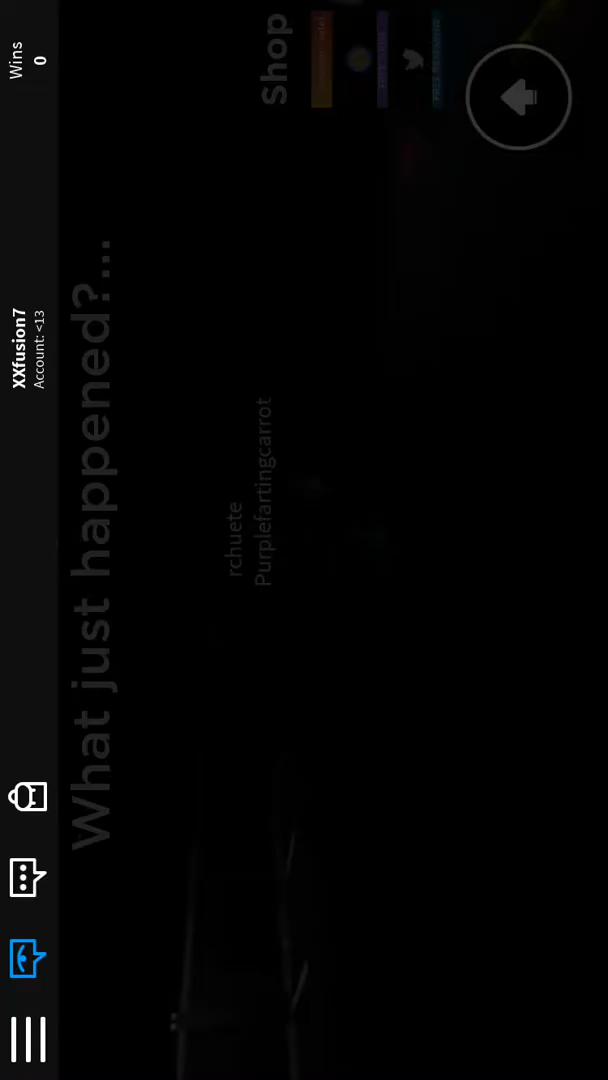 XXfusion7
Account: <13
Wins
0
What just happened?...
rchuete
Purplefartingcarrot
Shop